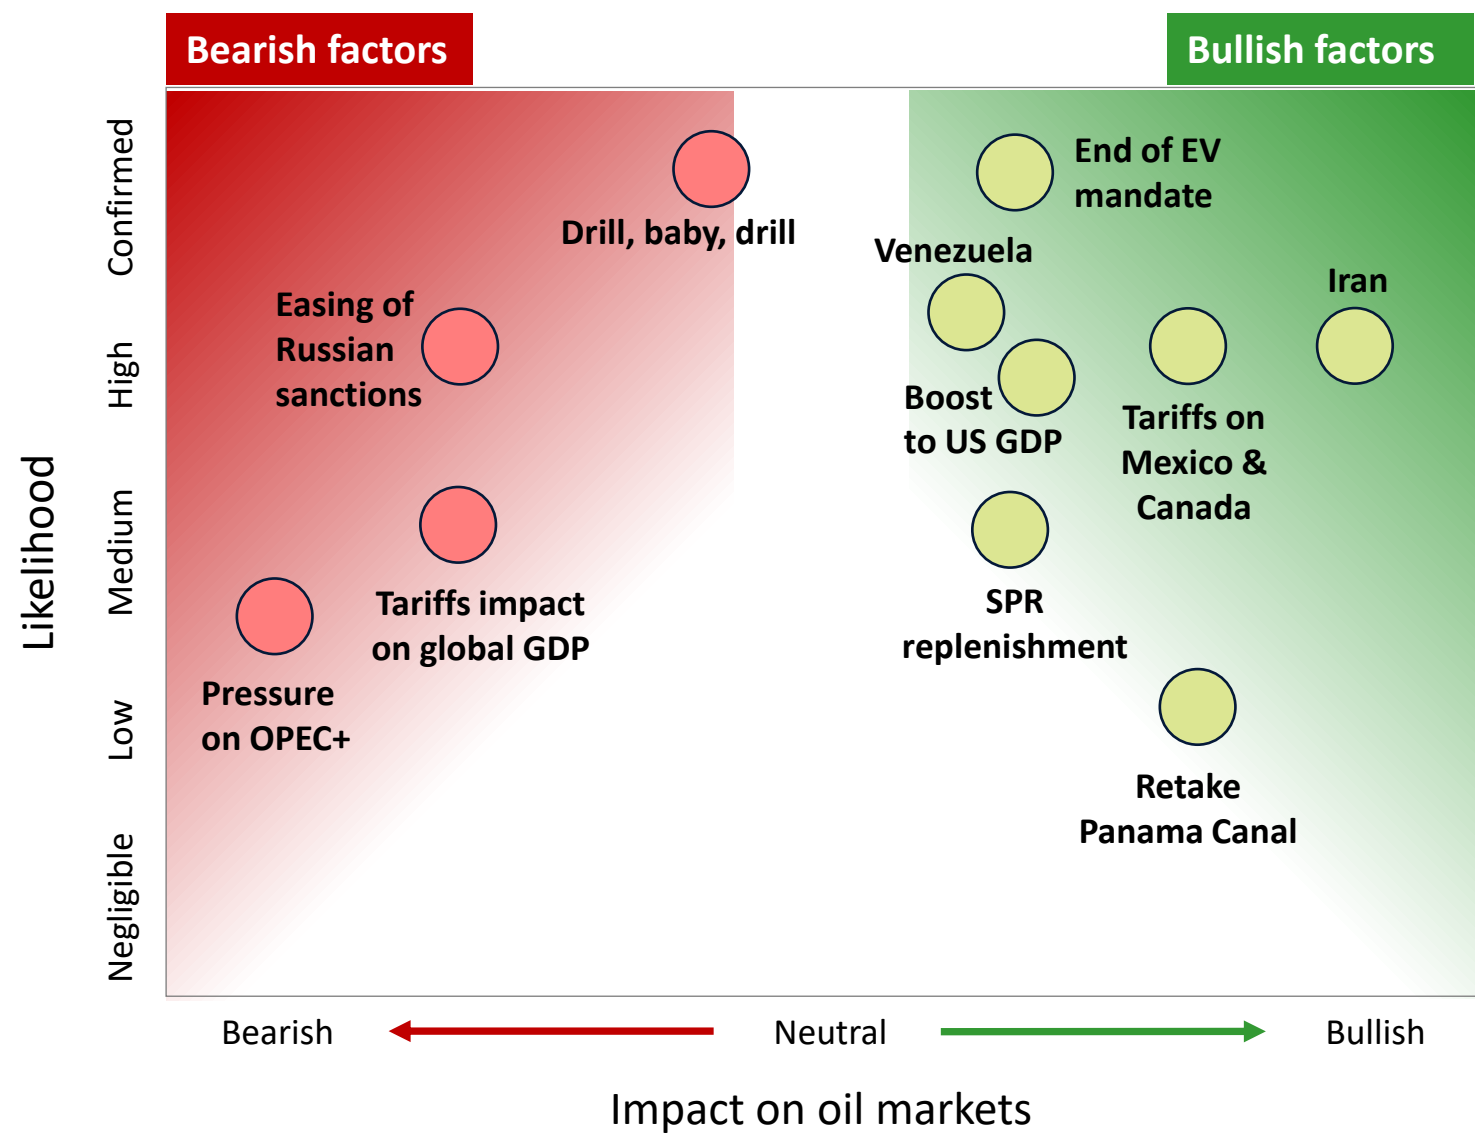 Bearish factors
Bullish factors
Likelihood
Confirmed
High
Medium
Low
Negligible
Drill, baby, drill
End of EV
mandate
Venezuela
Iran
Easing of
Russian
sanctions
Boost
to US GDP
Tariffs on
Mexico &
Canada
Tariffs impact
on global GDP
SPR
replenishment
Pressure
on OPEC+
Retake
Panama Canal
Bearish
Neutral
Bullish
Impact on oil markets